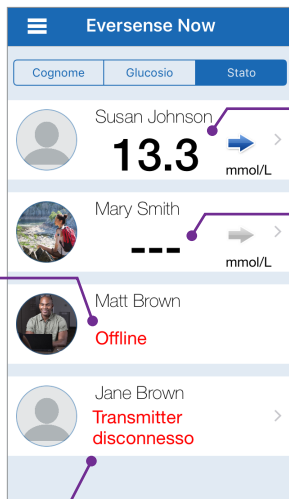 Eversense Now
Cognome Glucosio Stato
Susan Johnson
13.3
mmol/L
Mary Smith
---
mmol/L
Matt Brown
Offline
Jane Brown
Transmitter
disconnesso